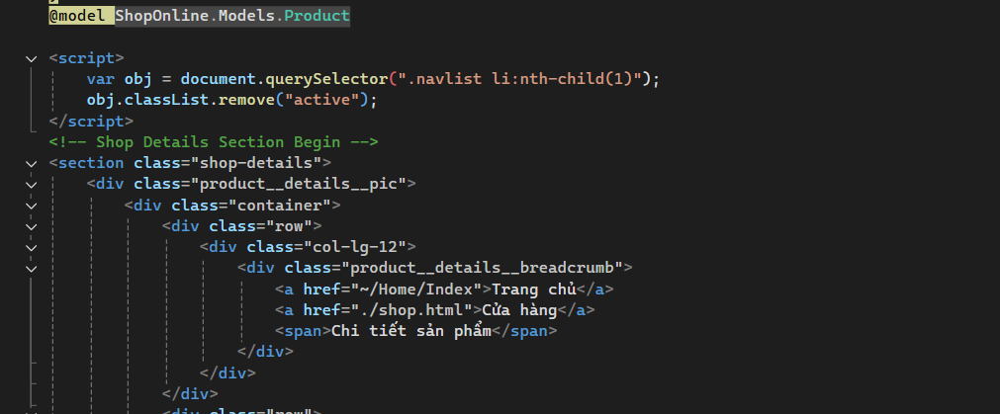 @model ShopOnline.Models.Product
<script>
var obj = document.querySelector(".navlist li:nth-child(1)");
obj.classList.remove("active");
</script>
<!-- Shop Details Section Begin -->
<section class="shop-details">
<div class="product__details__pic">
<div class="container">
<div class="row">
<div class="col-lg-12">
<div class="product__details__breadcrumb">
<a href="~/Home/Index">Trang chủ</a>
<a href="./shop.html">Cửa hàng</a>
<span>Chi tiết sản phẩm</span>
</div>
</div>
</div>
<div class="row">